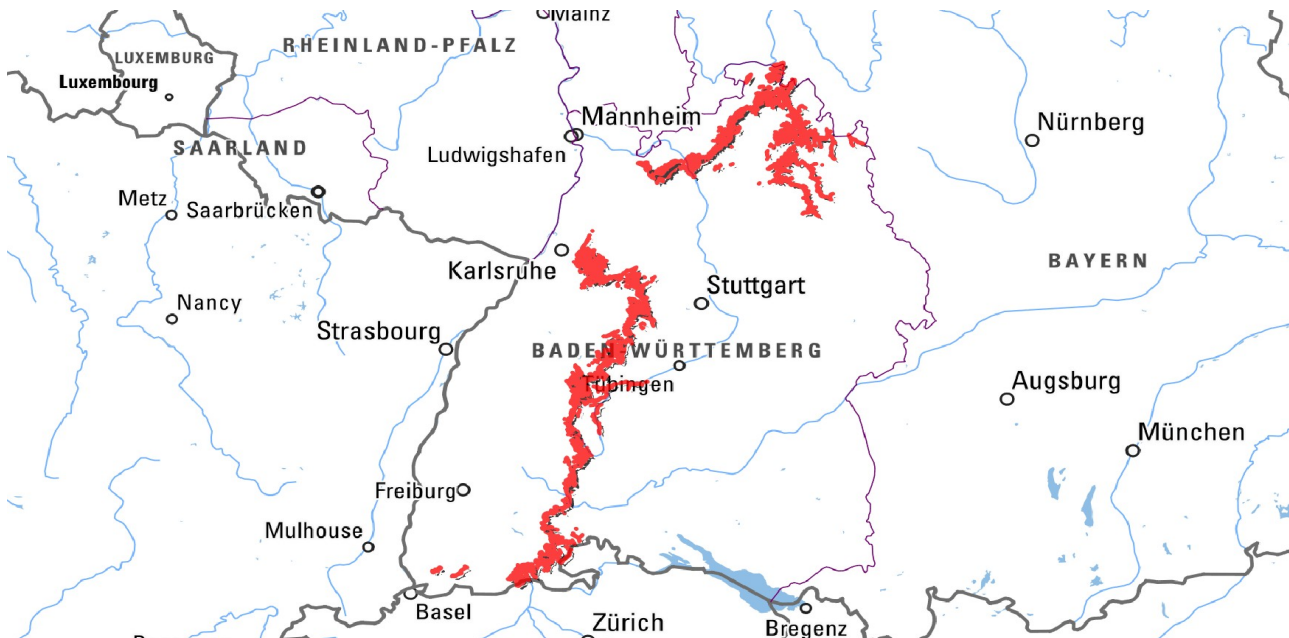 Mainz
RHEINLAND-PFALZ
LUXEMBURG
Luxembourg
Mannheim
Nürnberg
SAARLAND
Ludwigshafen
Metz
Saarbrücken
Karlsruhe
BAYERN
Stuttgart
Nancy
Strasbourg
BADEN-WÜRTTEMBERG
Tübingen
Augsburg
München
Freiburg
Mulhouse
Basel
Zürich
Bregenz